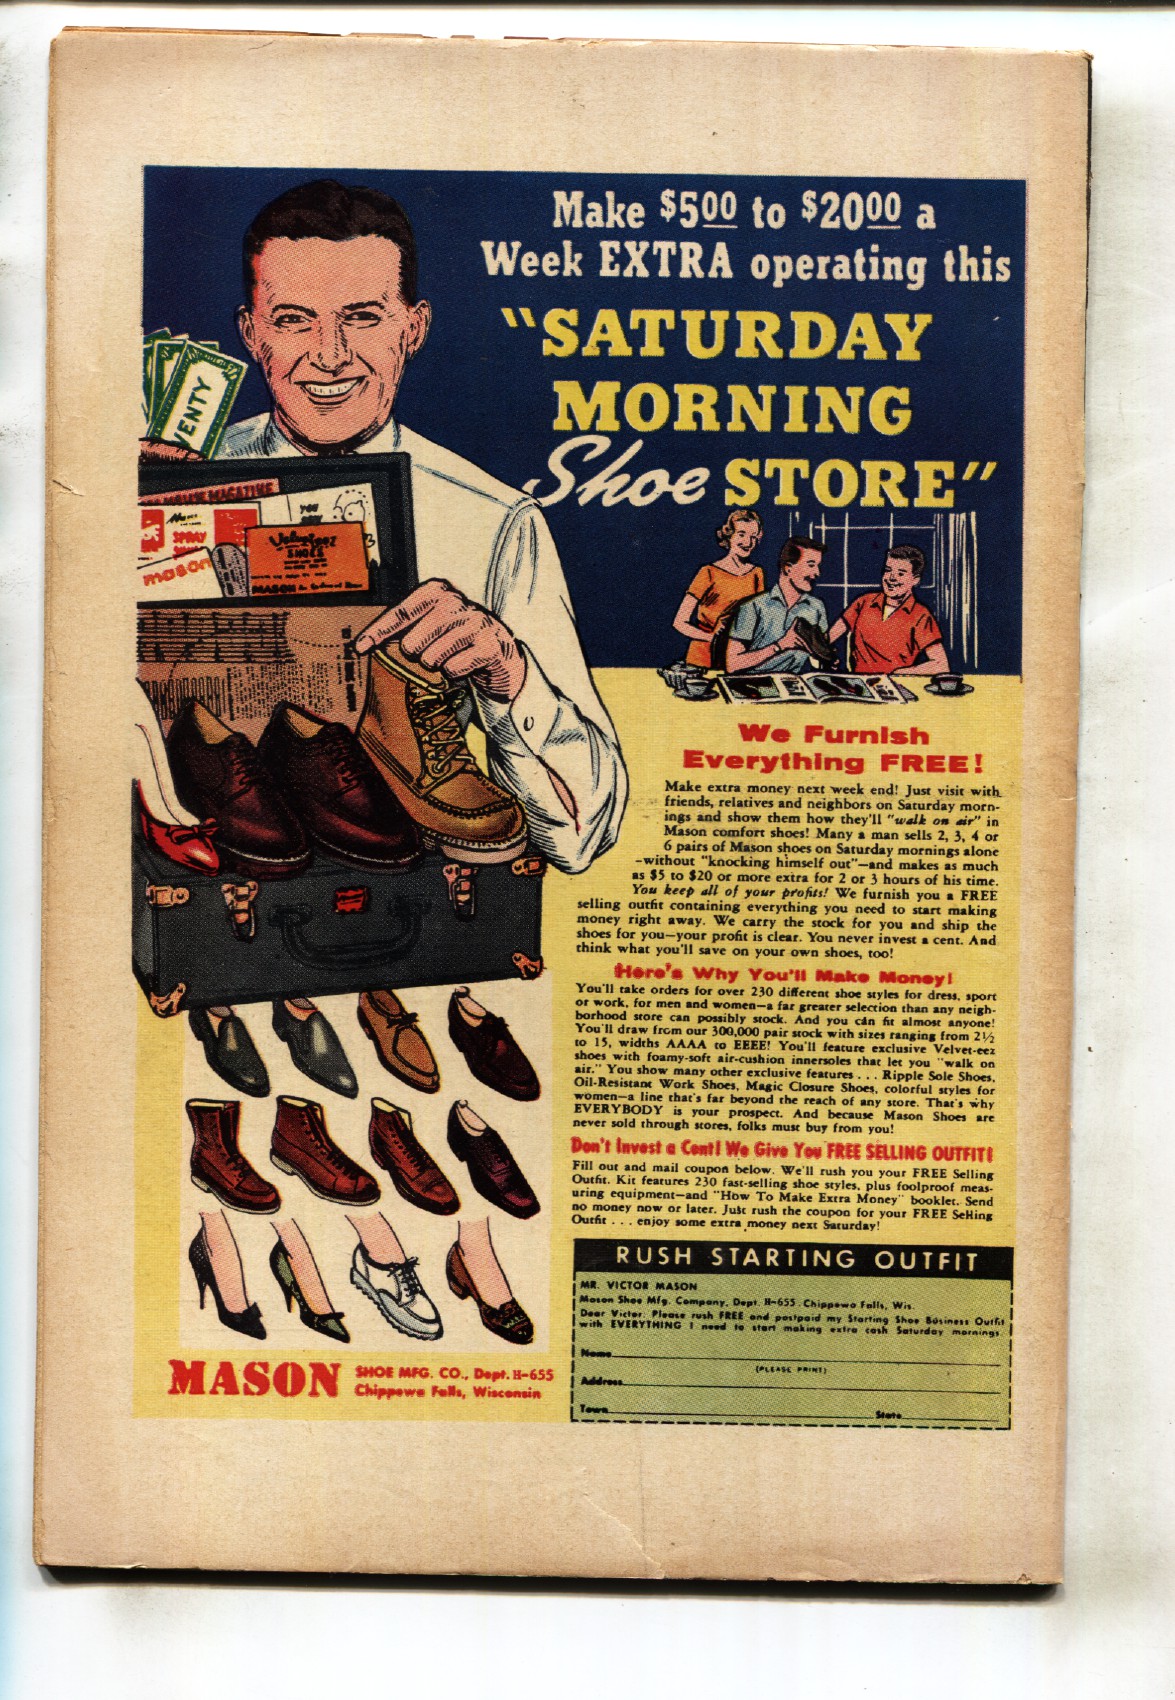 Make $5.00 to $20.00 a
Week EXTRA operating this
"SATURDAY
MORNING
Shoe STORE"
VENTY
MAGAZINE
SPRAY
mason
YOU
Velvet-eez
SHOES
MASON
We Furnish
Everything FREE!
Make extra money next week end! Just visit with
friends, relatives and neighbors on Saturday morn-
ings and show them how they'll "walk on air" in
Mason comfort shoes! Many a man sells 2, 3, 4 or
6 pairs of Mason shoes on Saturday mornings alone
-without "knocking himself out"—and makes as much
as $5 to $20 or more extra for 2 or 3 hours of his time.
You keep all of your profits! We furnish you a FREE
selling outfit containing everything you need to start making
money right away. We carry the stock for you and ship the
shoes for you—your profit is clear. You never invest a cent. And
think what you'll save on your own shoes, too!
Here's Why You'll Make Money!
You'll take orders for over 230 different shoe styles for dress, sport
or work, for men and women—a far greater selection than any neigh-
borhood store can possibly stock. And you can fit almost anyone!
You'll draw from our 300,000 pair stock with sizes ranging from 2½
to 15, widths AAAA to EEEE! You'll feature exclusive Velvet-eez
shoes with foamy-soft air-cushion innersoles that let you "walk on
air." You show many other exclusive features . . . Ripple Sole Shoes,
Oil-Resistant Work Shoes, Magic Closure Shoes, colorful styles for
women—a line that's far beyond the reach of any store. That's why
EVERYBODY is your prospect. And because Mason Shoes are
never sold through stores, folks must buy from you!
Don't Invest a Cent! We Give You FREE SELLING OUTFIT!
Fill out and mail coupon below. We'll rush you your FREE Selling
Outfit. Kit features 230 fast-selling shoe styles, plus foolproof meas-
uring equipment—and "How To Make Extra Money" booklet. Send
no money now or later. Just rush the coupon for your FREE Selling
Outfit . . . enjoy some extra money next Saturday!
MASON SHOE MFG. CO., Dept. H-655
Chippewa Falls, Wisconsin
RUSH STARTING OUTFIT
MR. VICTOR MASON
Mason Shoe Mfg. Company, Dept. H-655 Chippewa Falls, Wis.
Dear Victor: Please rush FREE and postpaid my Starting Shoe Business Outfit
with EVERYTHING I need to start making extra cash Saturday mornings.
Name
(PLEASE PRINT)
Address
Town State